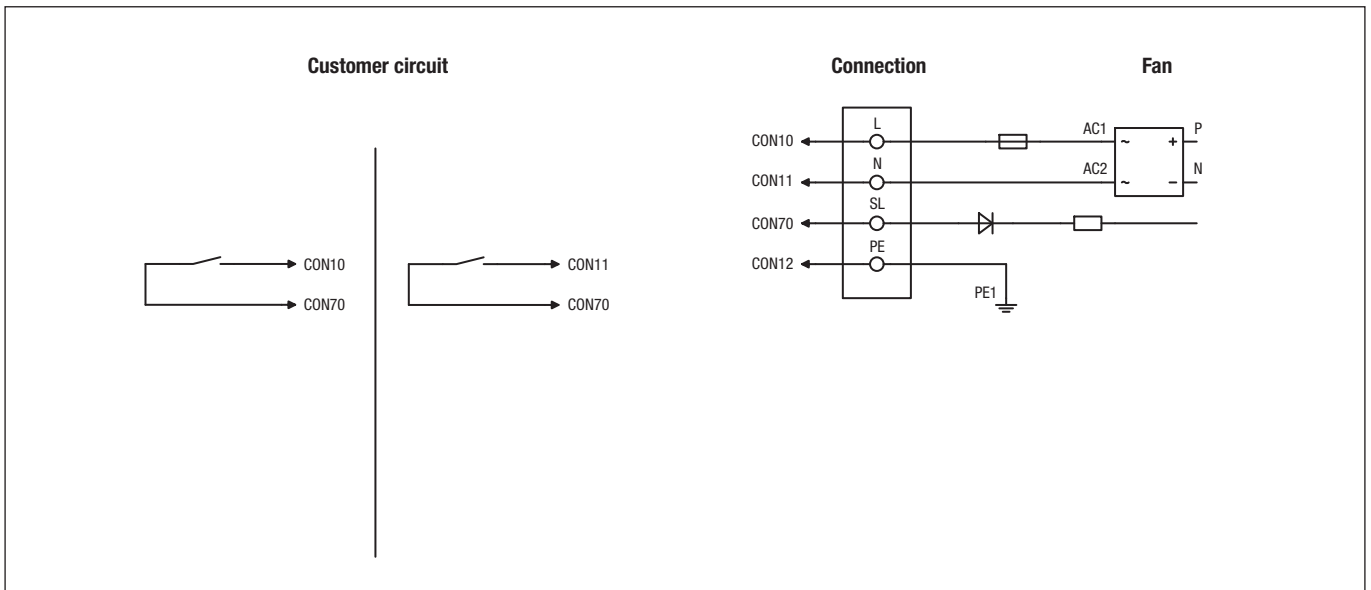 Customer circuit
CON10
CON70
CON11
CON70
Connection
Fan
CON10
L
AC1
~
+
P
CON11
N
AC2
~
–
N
CON70
SL
CON12
PE
PE1